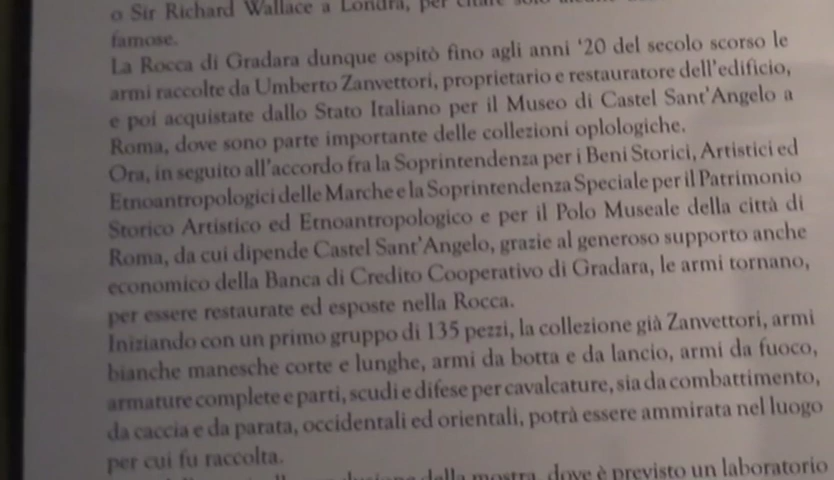 o Sir Richard Wallace a Londra, per citare solo
famose.
La Rocca di Gradara dunque ospitò fino agli anni '20 del secolo scorso le
armi raccolte da Umberto Zanvettori, proprietario e restauratore dell'edificio,
e poi acquistate dallo Stato Italiano per il Museo di Castel Sant'Angelo a
Roma, dove sono parte importante delle collezioni oplologiche.
Ora, in seguito all'accordo fra la Soprintendenza per i Beni Storici, Artistici ed
Etnoantropologici delle Marche e la Soprintendenza Speciale per il Patrimonio
Storico Artistico ed Etnoantropologico e per il Polo Museale della città di
Roma, da cui dipende Castel Sant'Angelo, grazie al generoso supporto anche
economico della Banca di Credito Cooperativo di Gradara, le armi tornano,
per essere restaurate ed esposte nella Rocca.
Iniziando con un primo gruppo di 135 pezzi, la collezione già Zanvettori, armi
bianche manesche corte e lunghe, armi da botta e da lancio, armi da fuoco,
armature complete e parti, scudi e difese per cavalcature, sia da combattimento,
da caccia e da parata, occidentali ed orientali, potrà essere ammirata nel luogo
per cui fu raccolta.
della mostra, dove è previsto un laboratorio